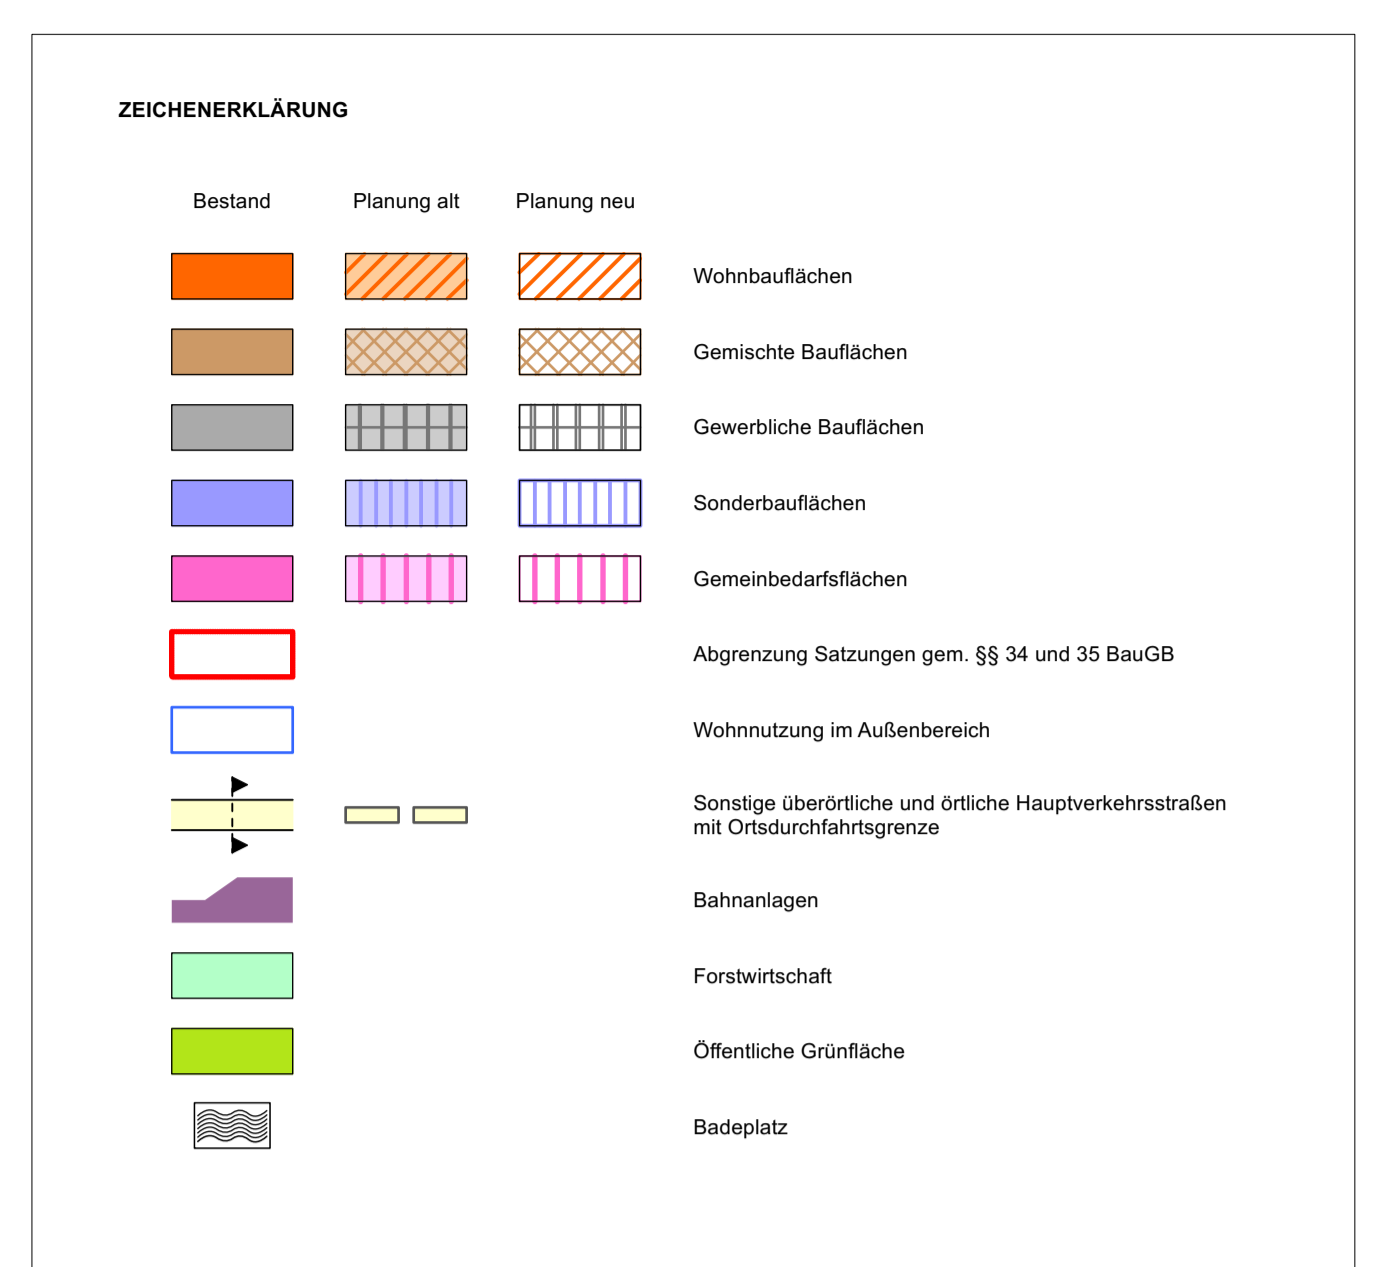 ZEICHENERKLÄRUNG
Bestand Planung alt Planung neu
Wohnbauflächen
Gemischte Bauflächen
Gewerbliche Bauflächen
Sonderbauflächen
Gemeinbedarfsflächen
Abgrenzung Satzungen gem. §§ 34 und 35 BauGB
Wohnnutzung im Außenbereich
Sonstige überörtliche und örtliche Hauptverkehrsstraßen
mit Ortsdurchfahrtsgrenze
Bahnanlagen
Forstwirtschaft
Öffentliche Grünfläche
Badeplatz